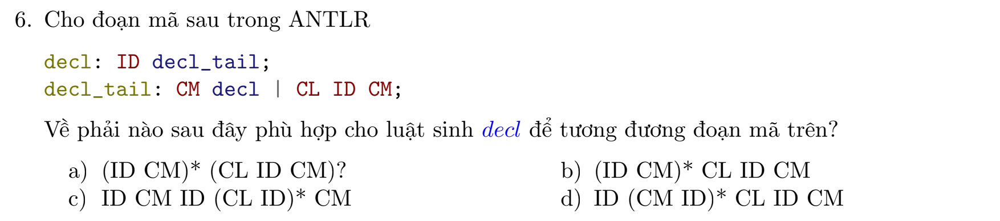 6. Cho đoạn mã sau trong ANTLR
decl: ID decl_tail;
decl_tail: CM decl | CL ID CM;
Về phải nào sau đây phù hợp cho luật sinh decl để tương đương đoạn mã trên?
a) (ID CM)* (CL ID CM)? b) (ID CM)* CL ID CM
c) ID CM ID (CL ID)* CM d) ID (CM ID)* CL ID CM